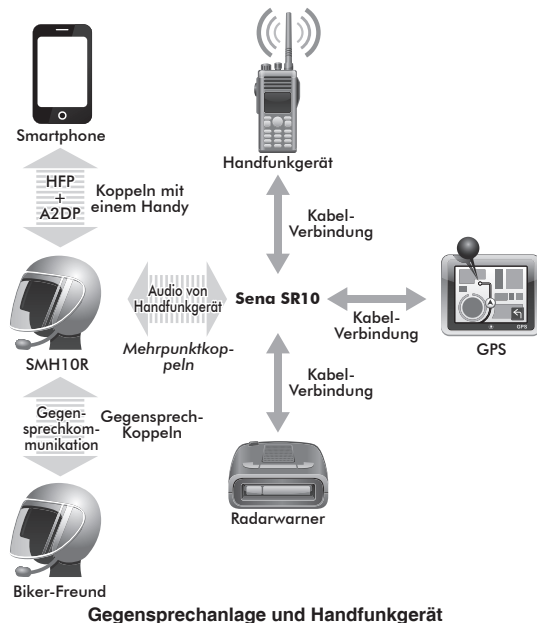 Smartphone
Handfunkgerät
HFP
+
A2DP
Koppeln mit
einem Handy
Kabel-
Verbindung
Audio von
Handfunkgerät
Sena SR10
Mehrpunktkop-
peln
Kabel-
Verbindung
GPS
GPS
SMH10R
Kabel-
Verbindung
Gegen-
sprechkom-
munikation
Gegensprech-
Koppeln
Radarwarner
Biker-Freund
Gegensprechanlage und Handfunkgerät